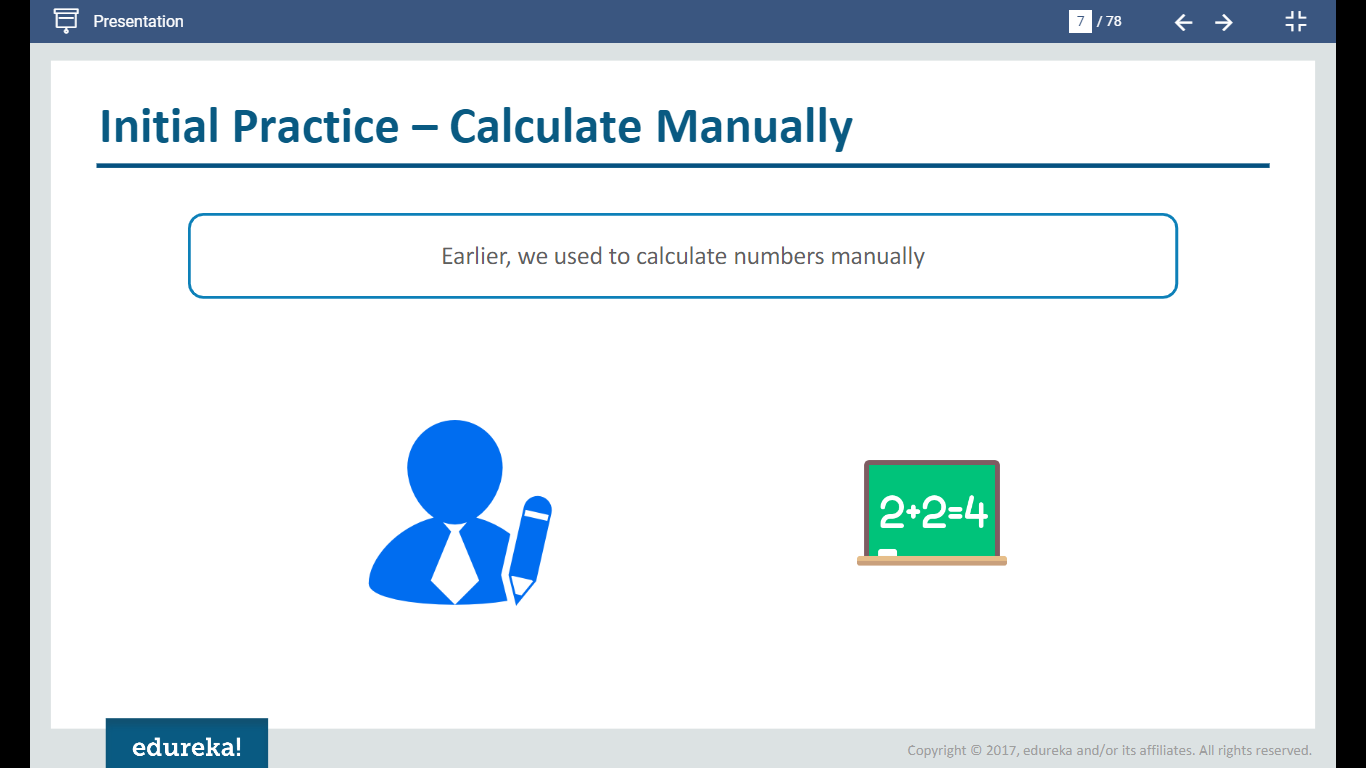 Presentation
7 / 78
Initial Practice – Calculate Manually
Earlier, we used to calculate numbers manually
2+2=4
edureka!
Copyright © 2017, edureka and/or its affiliates. All rights reserved.